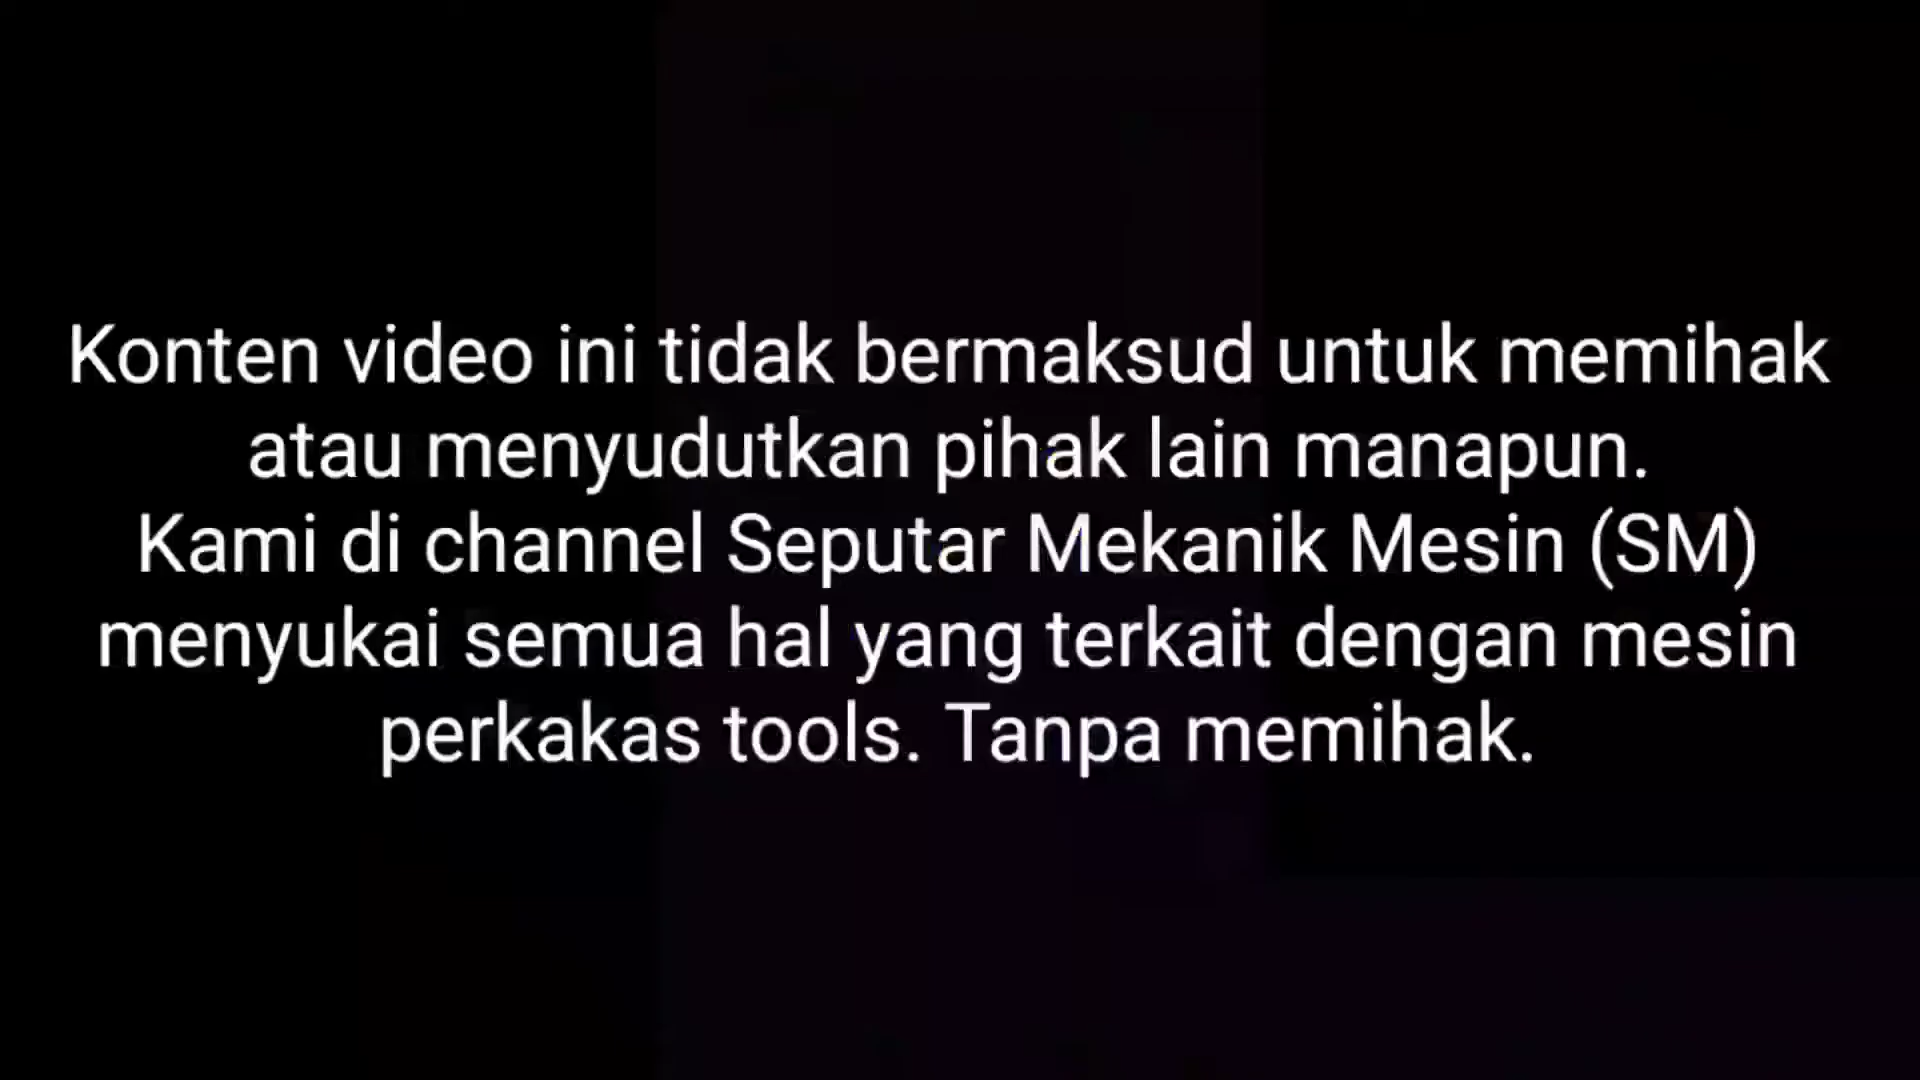 Konten video ini tidak bermaksud untuk memihak
atau menyudutkan pihak lain manapun.
Kami di channel Seputar Mekanik Mesin (SM)
menyukai semua hal yang terkait dengan mesin
perkakas tools. Tanpa memihak.